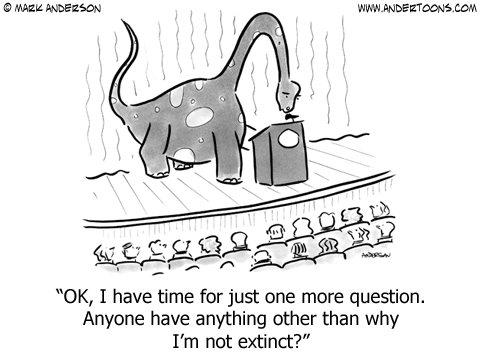 © MARK ANDERSON
WWW.ANDERTOONS.COM
ANDERSON
“OK, I have time for just one more question.
Anyone have anything other than why
I’m not extinct?”